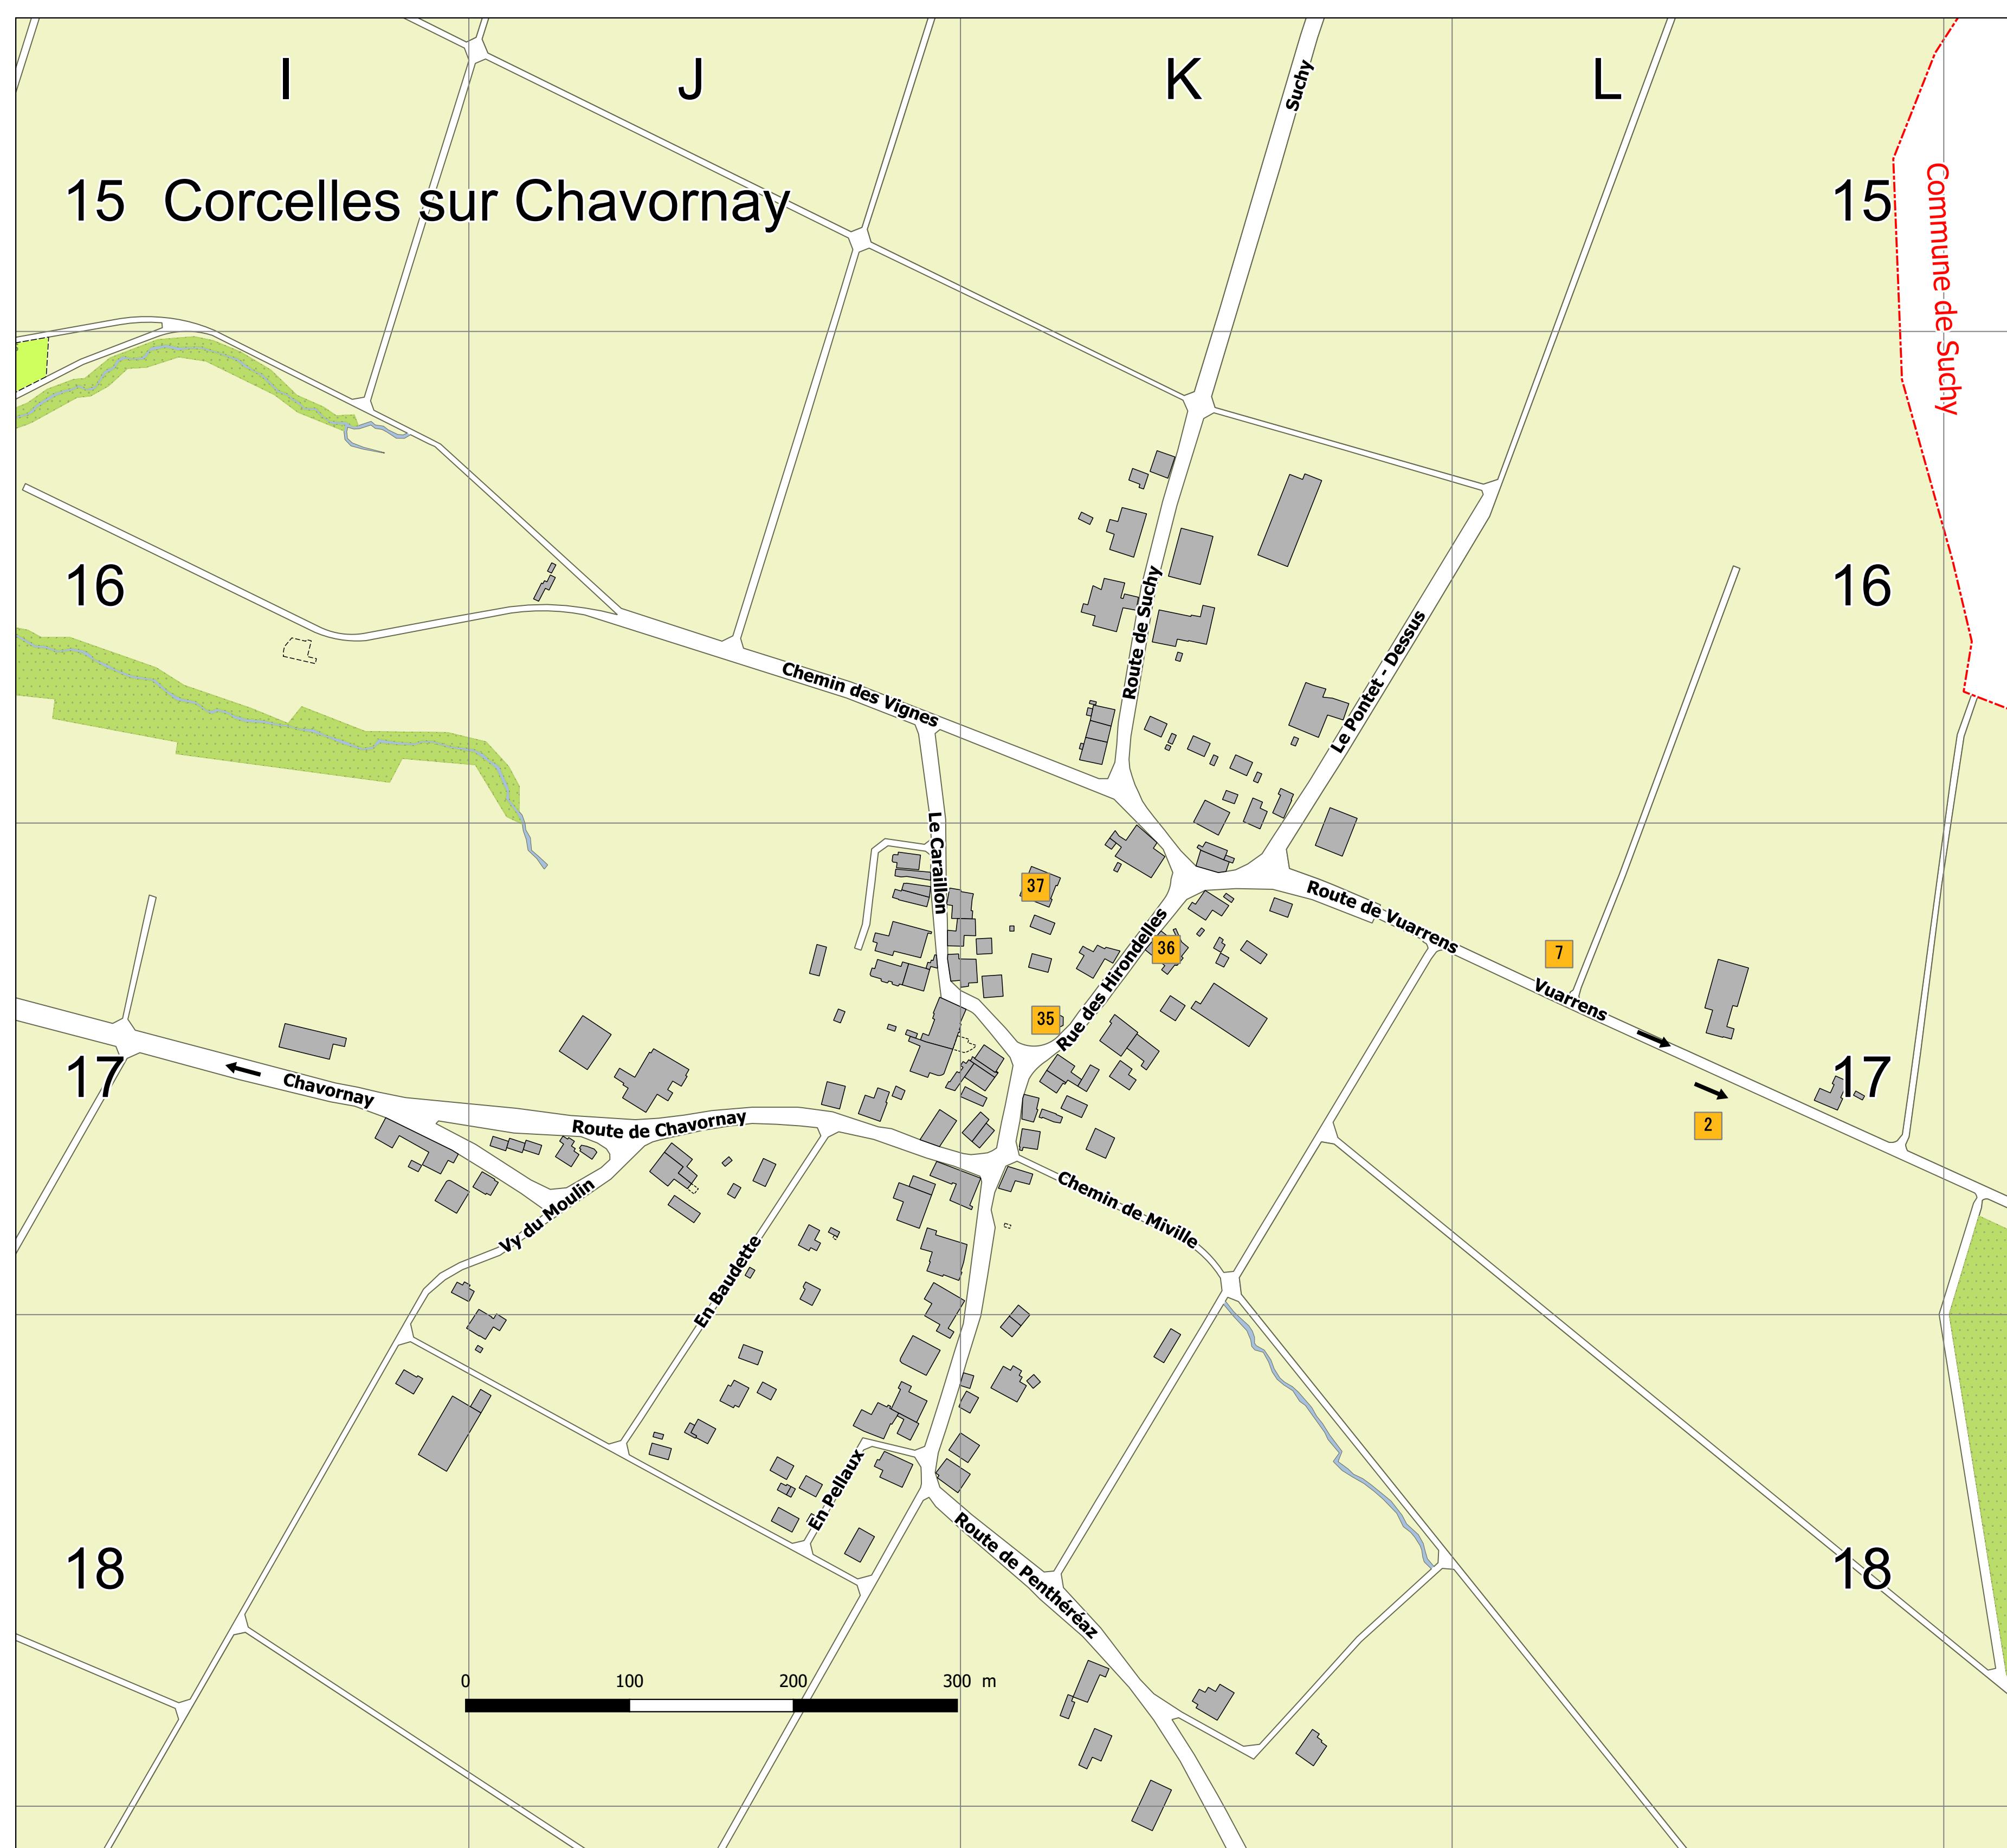 I
J
K
L
Suchy
15
Corcelles sur Chavornay
15
Commune de Suchy
16
16
Route de Suchy
Le Pontet - Dessus
Chemin des Vignes
Le Caraillon
37
Route de Vuarrens
36
7
Rue des Hirondelles
Vuarrens
35
17
Chavornay
17
Route de Chavornay
2
Chemin de Miville
Vy du Moulin
En Baudette
En Pellaux
Route de Penthéréaz
18
18
0 100 200 300 m